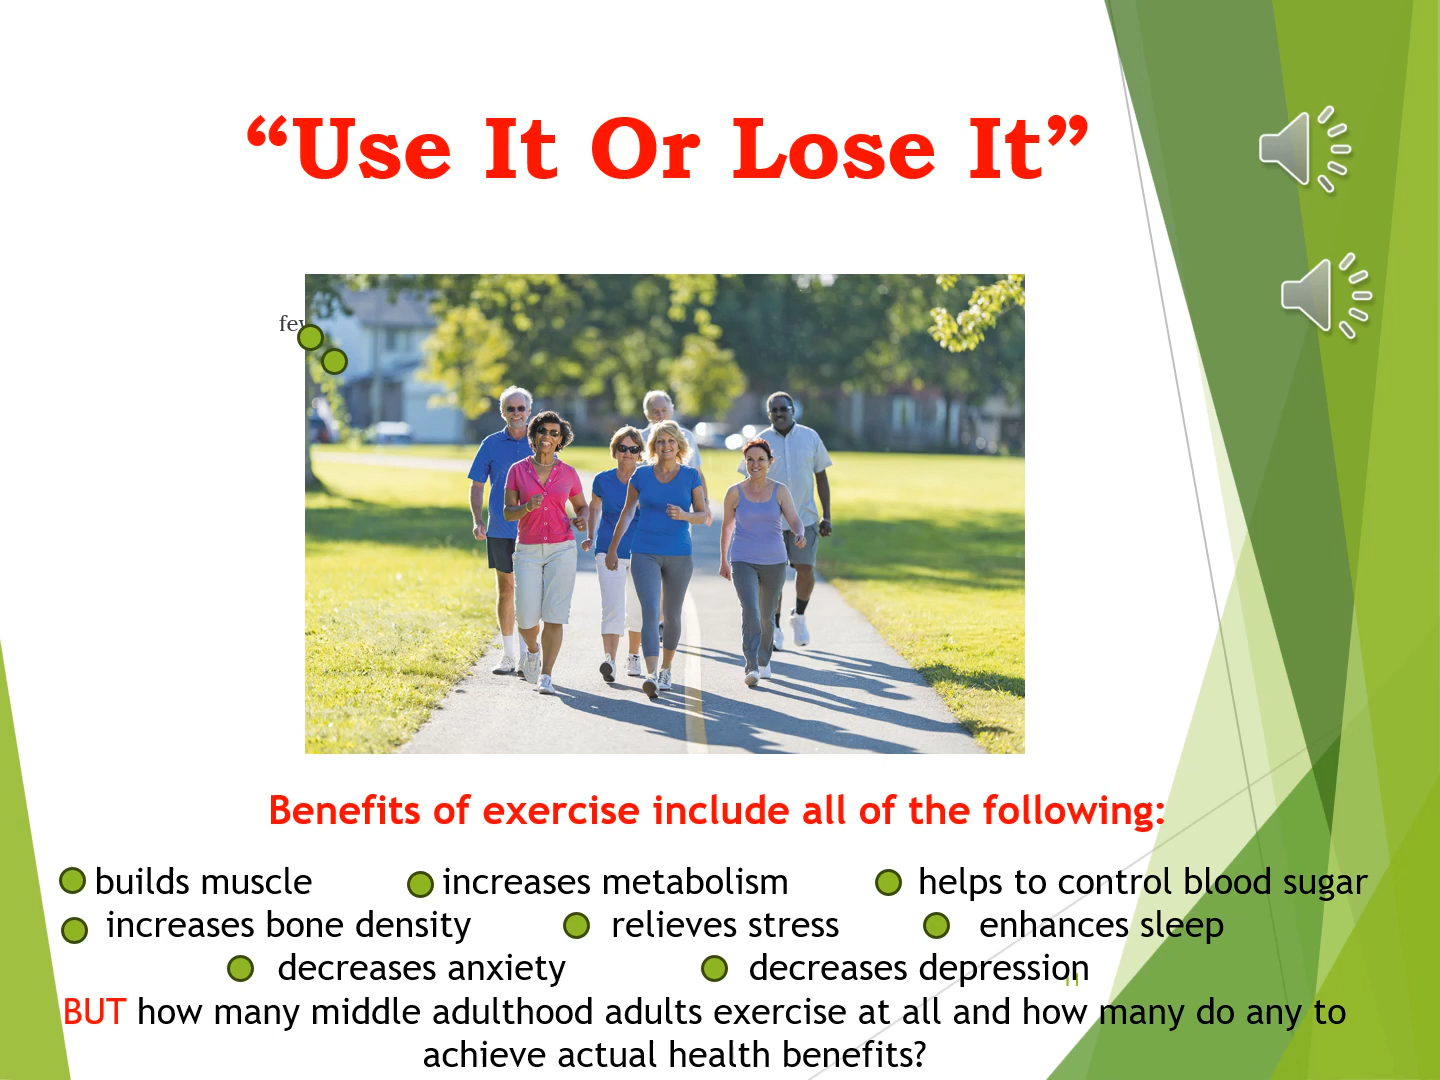 “Use It Or Lose It”
Benefits of exercise include all of the following:
builds muscle increases metabolism helps to control blood sugar
increases bone density relieves stress enhances sleep
decreases anxiety decreases depression
11
BUT how many middle adulthood adults exercise at all and how many do any to
achieve actual health benefits?